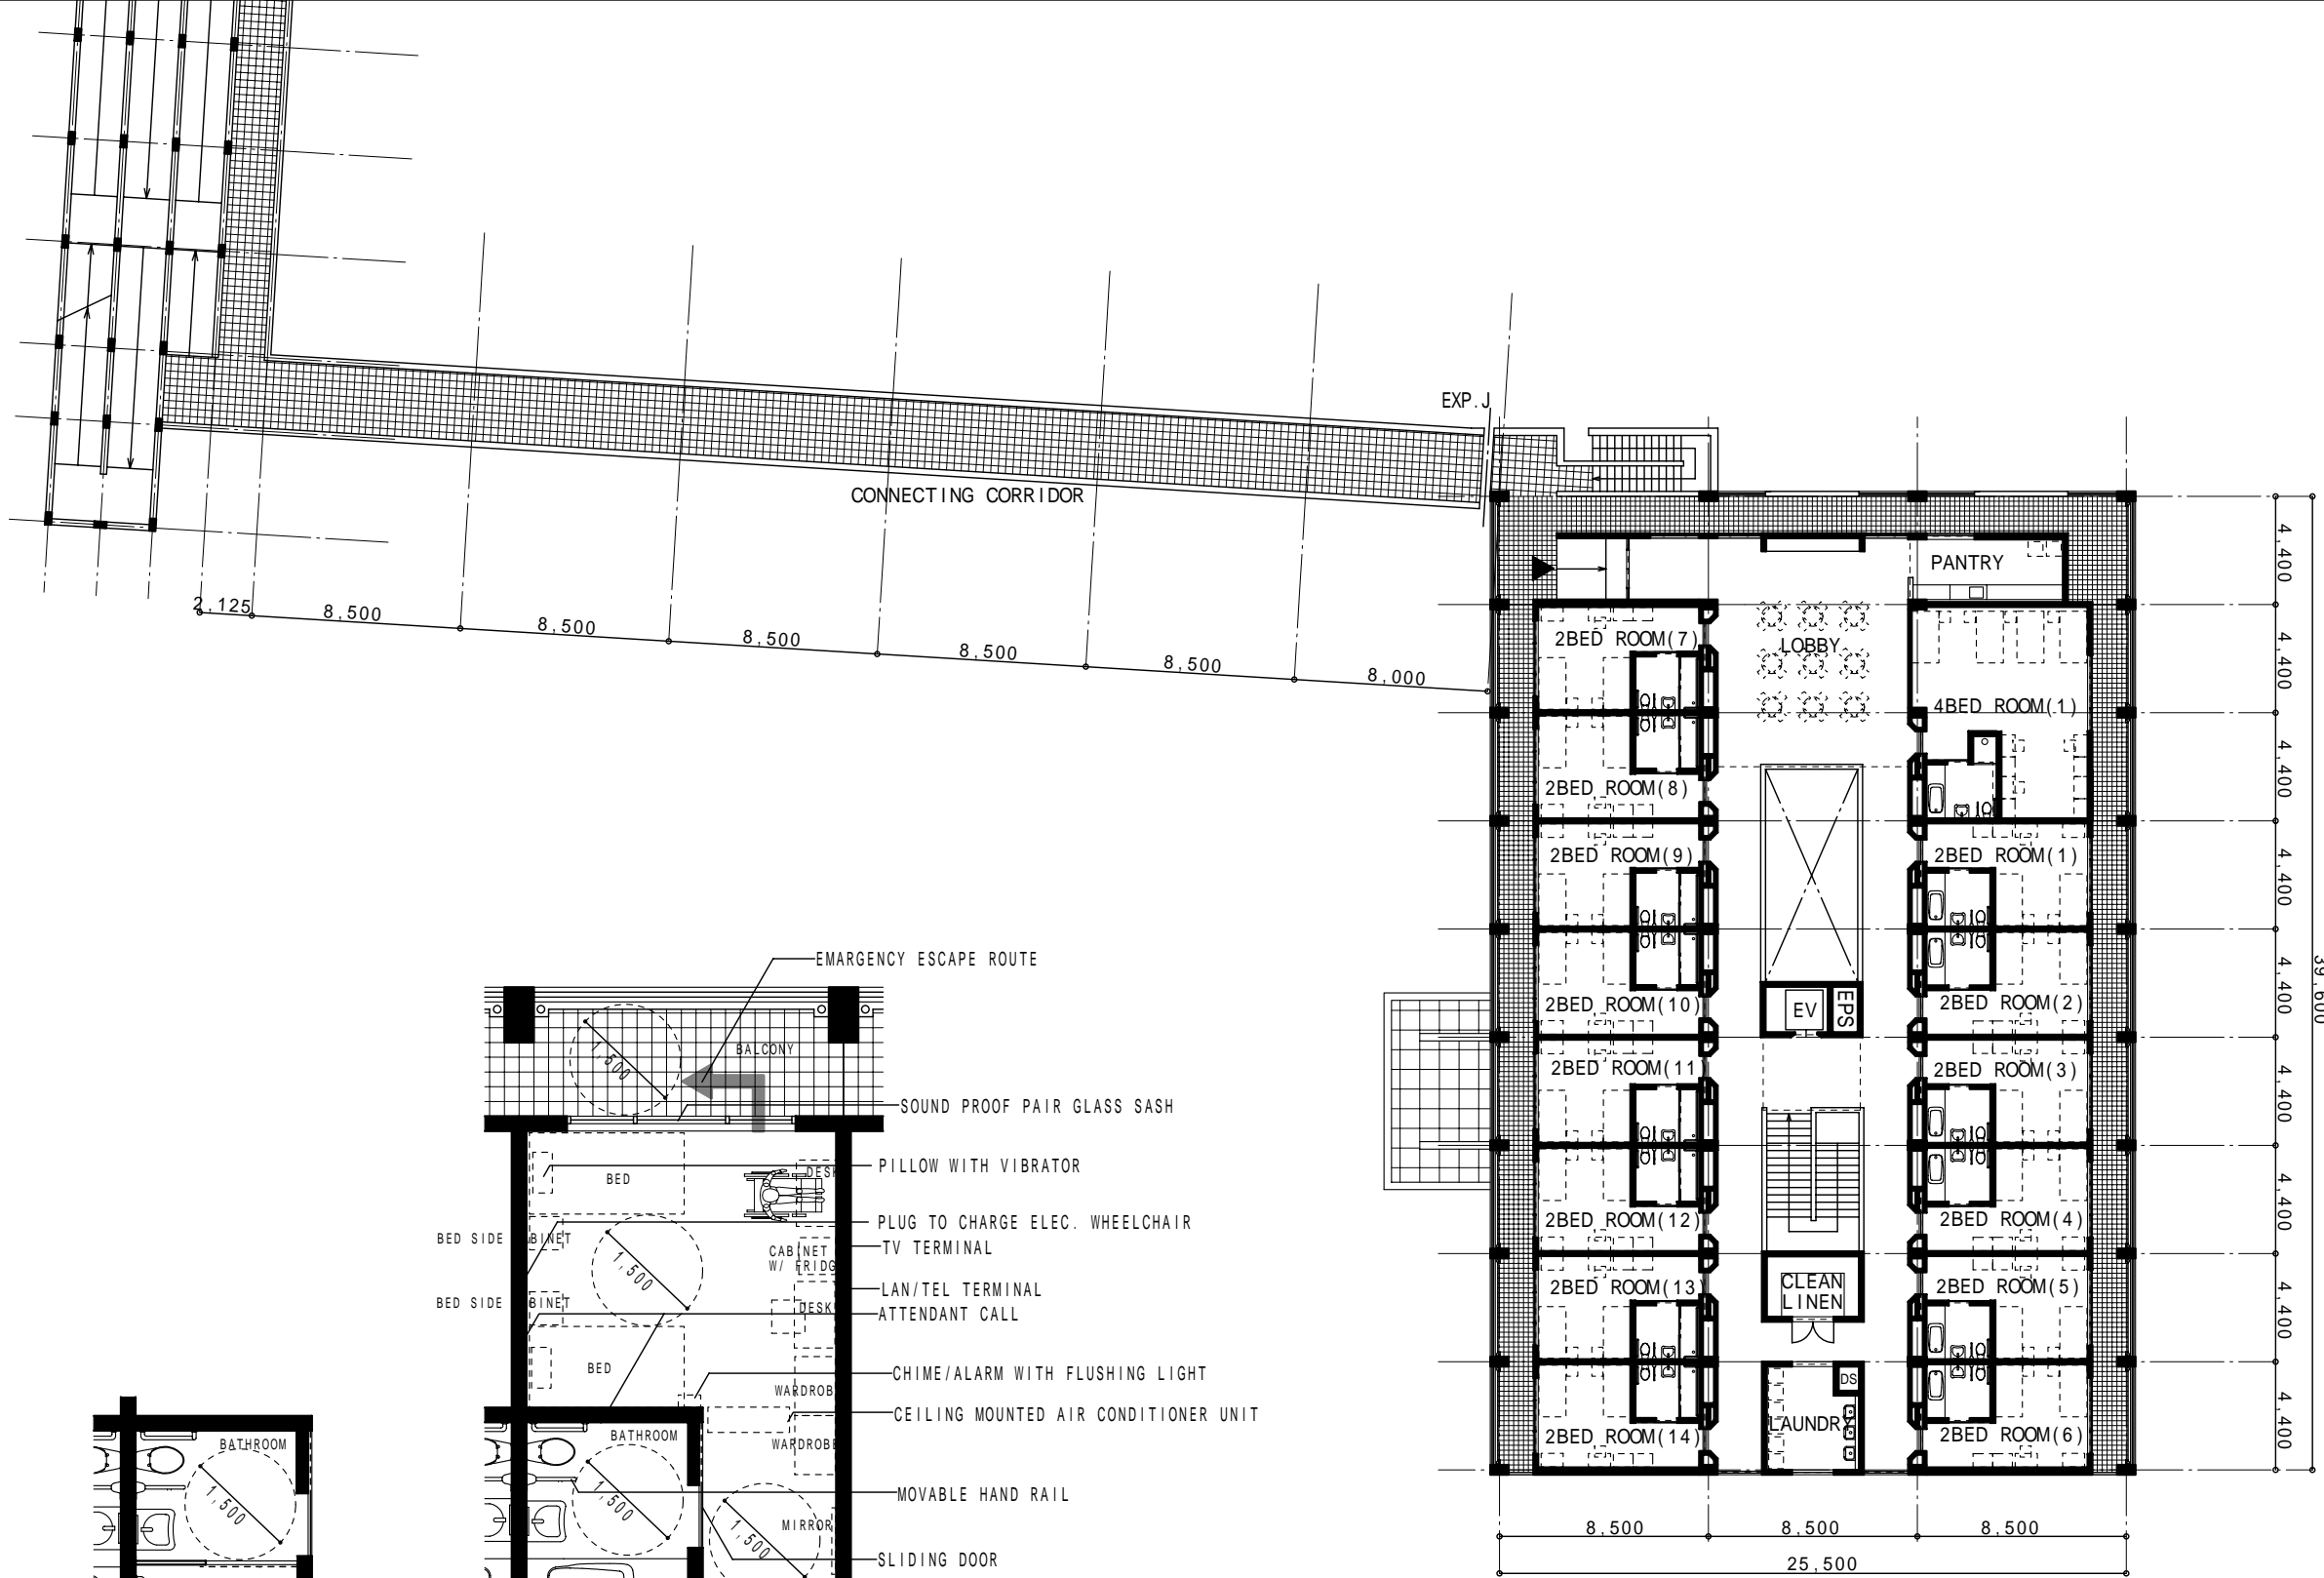 EXP.J
CONNECTING CORRIDOR
2,125
8,500
8,500
8,500
8,500
8,500
8,000
PANTRY
LOBBY
2BED ROOM(7)
4BED ROOM(1)
2BED ROOM(8)
2BED ROOM(9)
2BED ROOM(1)
2BED ROOM(10)
EV
EPS
2BED ROOM(2)
2BED ROOM(11
2BED ROOM(3)
2BED ROOM(12)
2BED ROOM(4)
2BED ROOM(13
CLEAN
LINEN
2BED ROOM(5)
DS
LAUNDRY
2BED ROOM(14)
2BED ROOM(6)
4,400
4,400
4,400
4,400
4,400
4,400
4,400
4,400
4,400
39,600
8,500
8,500
8,500
25,500
EMARGENCY ESCAPE ROUTE
BALCONY
1,500
SOUND PROOF PAIR GLASS SASH
PILLOW WITH VIBRATOR
DESK
BED
PLUG TO CHARGE ELEC. WHEELCHAIR
BED SIDE BINET
TV TERMINAL
CABINET
W/ FRIDG
1,500
LAN/TEL TERMINAL
BED SIDE BINET
DESK
ATTENDANT CALL
BED
CHIME/ALARM WITH FLUSHING LIGHT
WARDROB
CEILING MOUNTED AIR CONDITIONER UNIT
BATHROOM
WARDROBE
1,500
MOVABLE HAND RAIL
MIRROR
1,500
SLIDING DOOR
BATHROOM
1,500